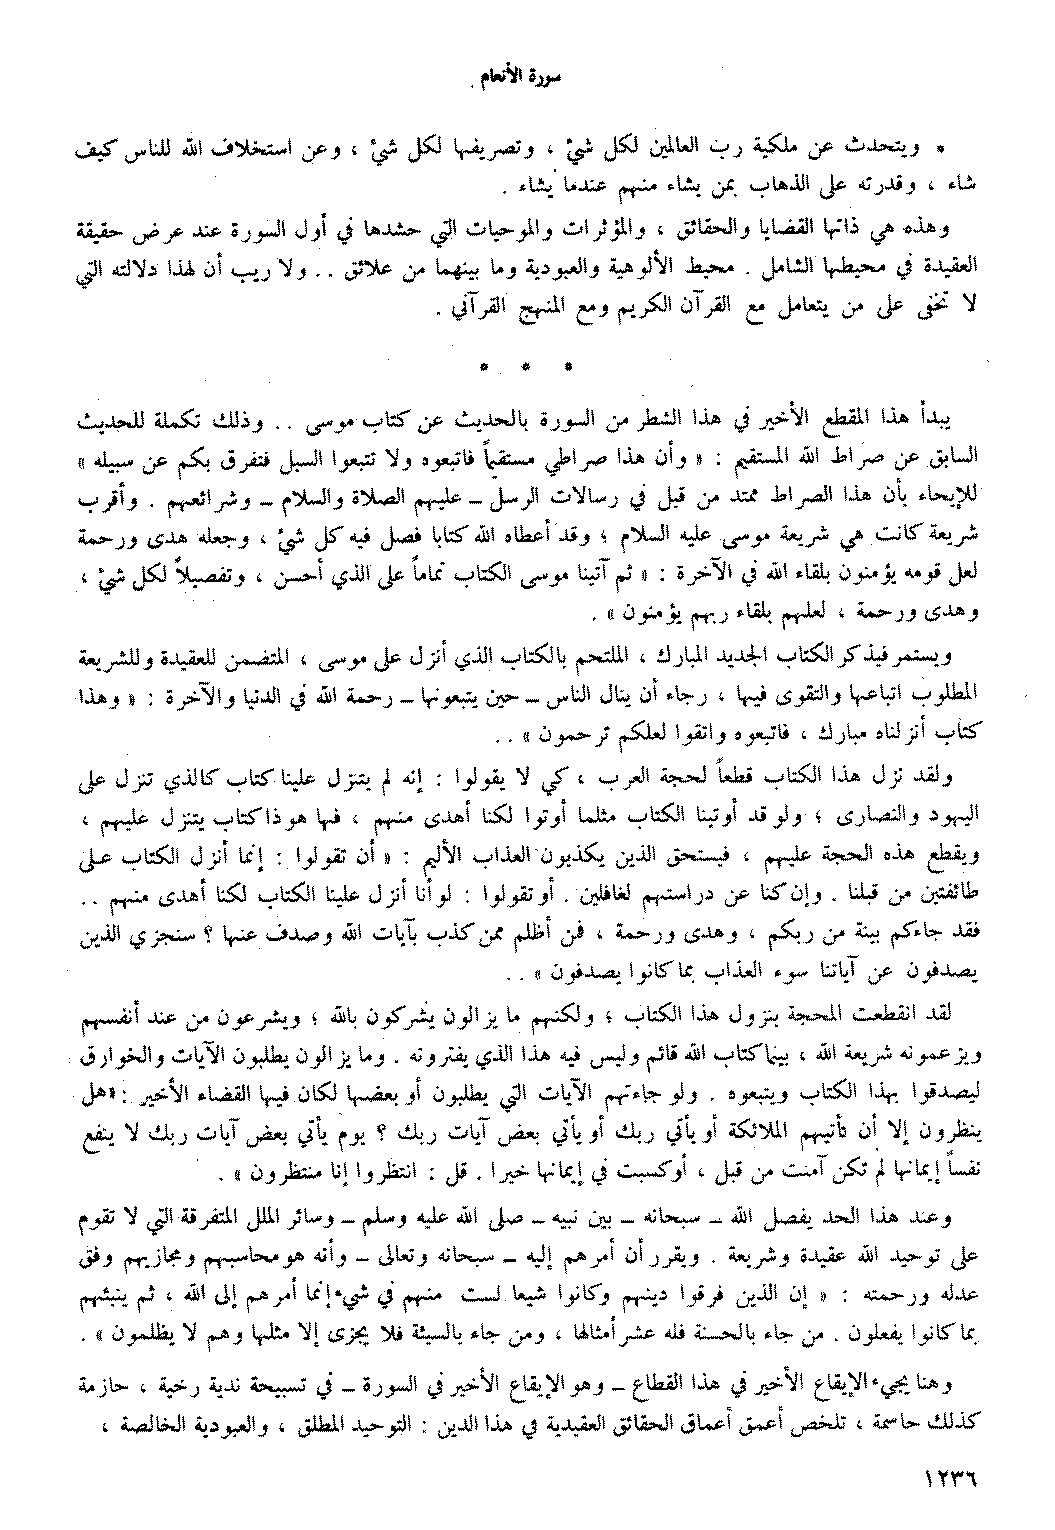 سورة الأنعام
* ويتحدث عن ملكية رب العالمين لكل شيء ، وتصريفها لكل شيء ، وعن استخلاف الله للناس كيف
شاء ، وقدرته على الذهاب بمن يشاء منهم عندما يشاء .
وهذه هي ذاتها القضايا والحقائق ، والمؤثرات والموحيات التي حشدها في أول السورة عند عرض حقيقة
العقيدة في محيطها الشامل . محيط الألوهية والعبودية وما بينهما من علائق .. ولا ريب أن لهذا دلالته التي
لا تخفى على من يتعامل مع القرآن الكريم ومع المنهج القرآني .
* * *
يبدأ هذا المقطع الأخير في هذا الشطر من السورة بالحديث عن كتاب موسى .. وذلك تكملة للحديث
السابق عن صراط الله المستقيم : « وأن هذا صراطي مستقيماً فاتبعوه ولا تتبعوا السبل فتفرق بكم عن سبيله »
للإيحاء بأن هذا الصراط ممتد من قبل في رسالات الرسل – عليهم الصلاة والسلام – وشرائعهم . وأقرب
شريعة كانت هي شريعة موسى عليه السلام ؛ وقد أعطاه الله كتابا فصل فيه كل شيء ، وجعله هدى ورحمة
لعل قومه يؤمنون بلقاء الله في الآخرة : « ثم آتينا موسى الكتاب تماماً على الذي أحسن ، وتفصيلاً لكل شيء ،
وهدى ورحمة ، لعلهم بلقاء ربهم يؤمنون » .
ويستمر فيذكر الكتاب الجديد المبارك ، الملتحم بالكتاب الذي أنزل على موسى ، المتضمن للعقيدة وللشريعة
المطلوب اتباعها والتقوى فيها ، رجاء أن ينال الناس – حين يتبعونها – رحمة الله في الدنيا والآخرة : « وهذا
كتاب أنزلناه مبارك ، فاتبعوه واتقوا لعلكم ترحمون » ..
ولقد نزل هذا الكتاب قطعاً لحجة العرب ، كي لا يقولوا : إنه لم يتنزل علينا كتاب كالذي تنزل على
اليهود والنصارى ؛ ولو قد أوتينا الكتاب مثلما أوتوا لكنا أهدى منهم ، فها هو ذا كتاب يتنزل عليهم ،
ويقطع هذه الحجة عليهم ، فيستحق الذين يكذبون العذاب الأليم : « أن تقولوا : إنما أنزل الكتاب على
طائفتين من قبلنا . وإن كنا عن دراستهم لغافلين . أو تقولوا : لو أنا أنزل علينا الكتاب لكنا أهدى منهم ..
فقد جاءكم بينة من ربكم ، وهدى ورحمة ، فمن أظلم ممن كذب بآيات الله وصدف عنها ؟ سنجزي الذين
يصدفون عن آياتنا سوء العذاب بما كانوا يصدفون » ..
لقد انقطعت المحجة بنزول هذا الكتاب ؛ ولكنهم ما يزالون يشركون بالله ؛ ويشرعون من عند أنفسهم
ويزعمونه شريعة الله ، بينما كتاب الله قائم وليس فيه هذا الذي يفترونه . وما يزالون يطلبون الآيات والخوارق
ليصدقوا بهذا الكتاب ويتبعوه . ولو جاءتهم الآيات التي يطلبون أو بعضها لكان فيها القضاء الأخير : « هل
ينظرون إلا أن تأتيهم الملائكة أو يأتي ربك أو يأتي بعض آيات ربك ؟ يوم يأتي بعض آيات ربك لا ينفع
نفساً إيمانها لم تكن آمنت من قبل ، أو كسبت في إيمانها خيرا . قل : انتظروا إنا منتظرون » .
وعند هذا الحد يفصل الله – سبحانه – بين نبيه – صلى الله عليه وسلم – وسائر الملل المتفرقة التي لا تقوم
على توحيد الله عقيدة وشريعة . ويقرر أن أمرهم إليه – سبحانه وتعالى – وأنه هو محاسبهم ومجازيهم وفق
عدله ورحمته : « إن الذين فرقوا دينهم وكانوا شيعا لست منهم في شيء إنما أمرهم إلى الله ، ثم ينبئهم
بما كانوا يفعلون . من جاء بالحسنة فله عشر أمثالها ، ومن جاء بالسيئة فلا يجزى إلا مثلها وهم لا يظلمون » .
وهنا يجيء الإيقاع الأخير في هذا القطاع – وهو الإيقاع الأخير في السورة – في تسبيحة ندية رخية ، حازمة
كذلك حاسمة ، تلخص أعمق أعماق الحقائق العقيدية في هذا الدين : التوحيد المطلق ، والعبودية الخالصة ،
١٢٣٦